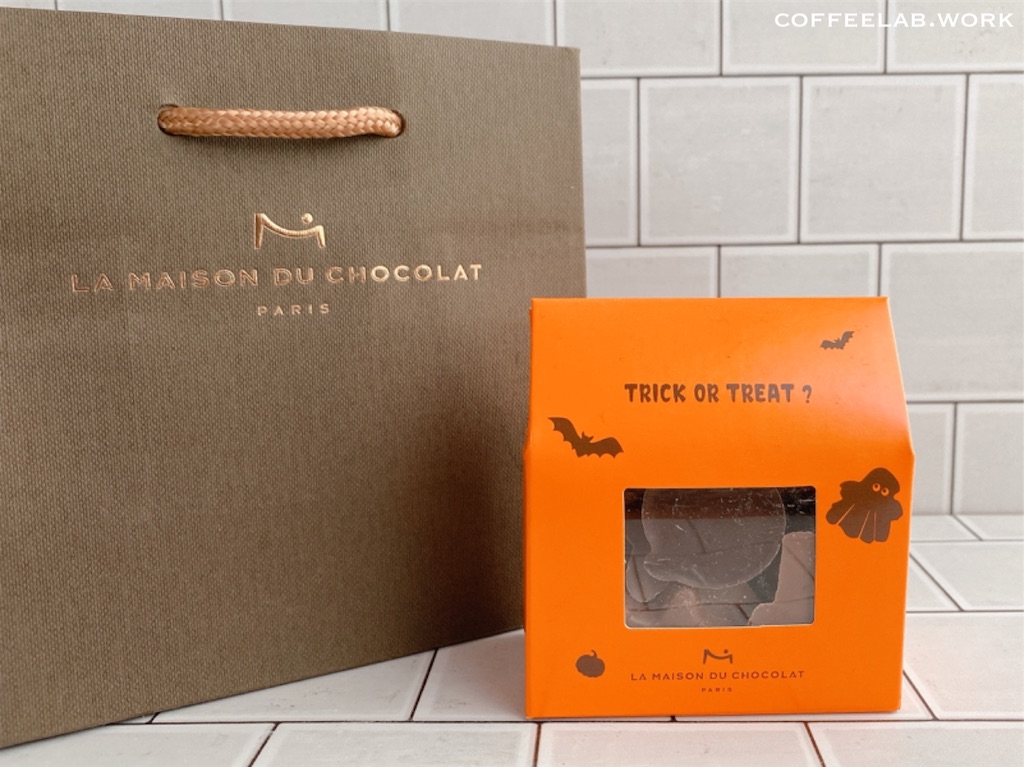 COFFEELAB.WORK
LA MAISON DU CHOCOLAT
PARIS
TRICK OR TREAT ?
LA MAISON DU CHOCOLAT
PARIS